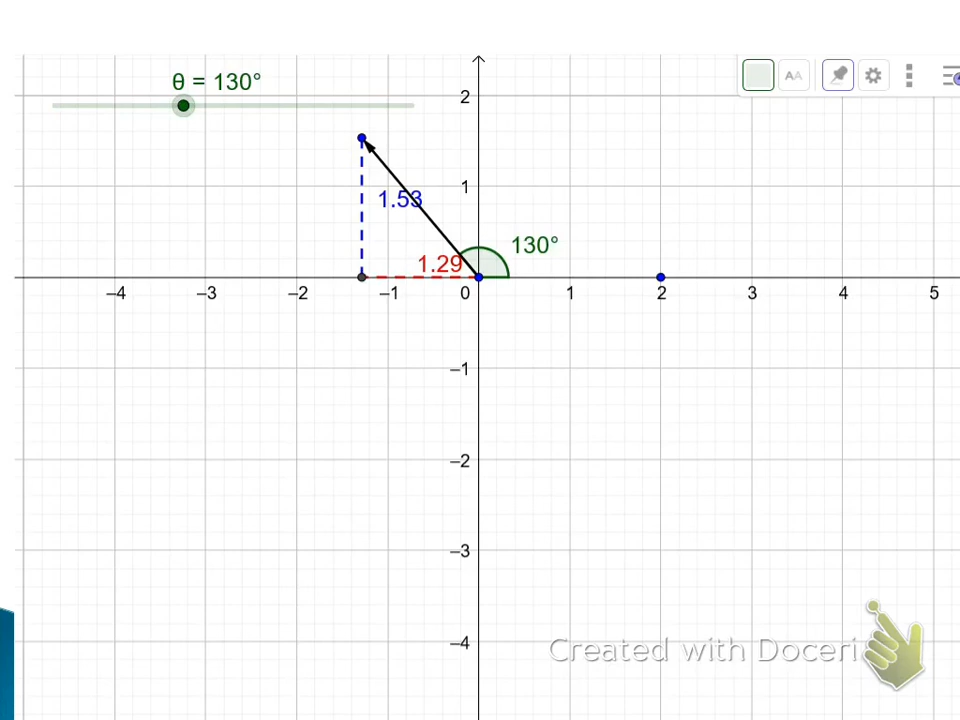 θ = 130°
AA
2
1.53
1
130°
1.29
–4 –3 –2 –1 0 1 2 3 4 5
–1
–2
–3
–4
Created with Doceri